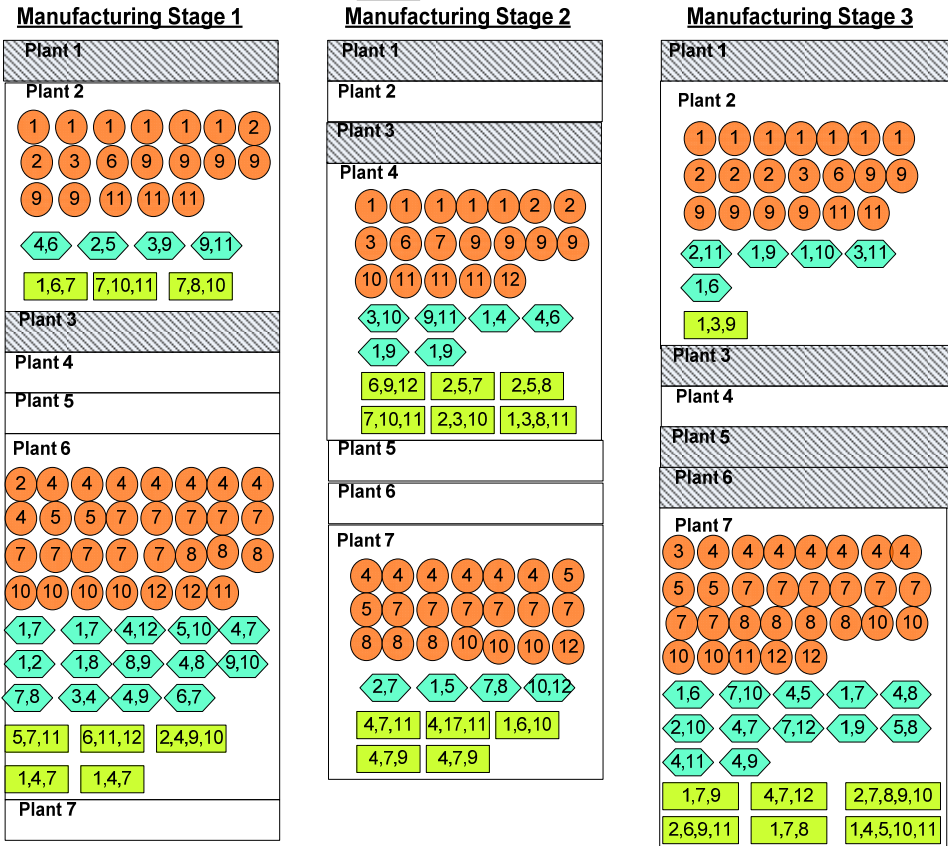 Manufacturing Stage 1
Plant 1
Plant 2
1 1 1 1 1 1 2
2 3 6 9 9 9 9
9 9 11 11 11
4,6 2,5 3,9 9,11
1,6,7 7,10,11 7,8,10
Plant 3
Plant 4
Plant 5
Plant 6
2 4 4 4 4 4 4 4
4 5 5 7 7 7 7 7
7 7 7 7 7 8 8 8
10 10 10 10 12 12 11
1,7 1,7 4,12 5,10 4,7
1,2 1,8 8,9 4,8 9,10
7,8 3,4 4,9 6,7
5,7,11 6,11,12 2,4,9,10
1,4,7 1,4,7
Plant 7
Manufacturing Stage 2
Plant 1
Plant 2
Plant 3
Plant 4
1 1 1 1 1 2 2
3 6 7 9 9 9 9
10 11 11 11 12
3,10 9,11 1,4 4,6
1,9 1,9
6,9,12 2,5,7 2,5,8
7,10,11 2,3,10 1,3,8,11
Plant 5
Plant 6
Plant 7
4 4 4 4 4 4 5
5 7 7 7 7 7 7
8 8 8 10 10 10 12
2,7 1,5 7,8 10,12
4,7,11 4,17,11 1,6,10
4,7,9 4,7,9
Manufacturing Stage 3
Plant 1
Plant 2
1 1 1 1 1 1 1
2 2 2 3 6 9 9
9 9 9 9 11 11
2,11 1,9 1,10 3,11
1,6
1,3,9
Plant 3
Plant 4
Plant 5
Plant 6
Plant 7
3 4 4 4 4 4 4
5 5 7 7 7 7 7
7 7 8 8 8 8 10 10
10 10 11 12 12
1,6 7,10 4,5 1,7 4,8
2,10 4,7 7,12 1,9 5,8
4,11 4,9
1,7,9 4,7,12 2,7,8,9,10
2,6,9,11 1,7,8 1,4,5,10,11